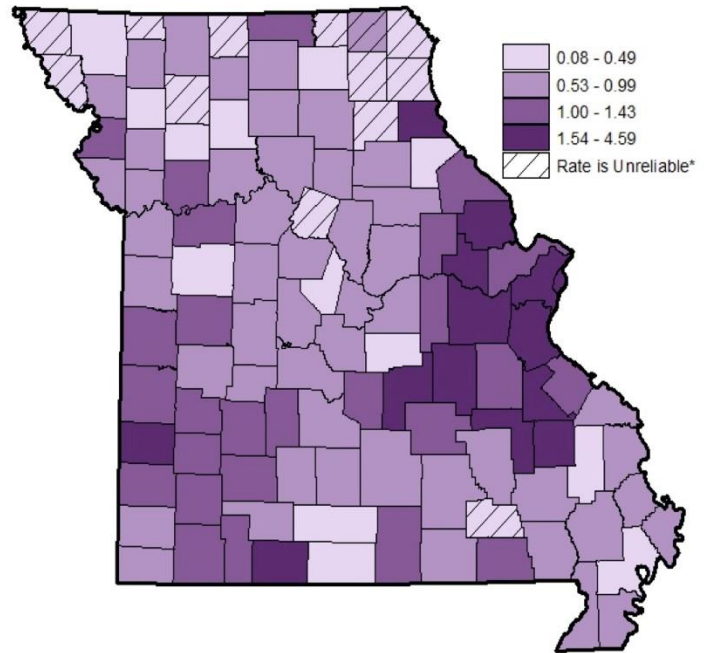 0.08 - 0.49
0.53 - 0.99
1.00 - 1.43
1.54 - 4.59
Rate is Unreliable*